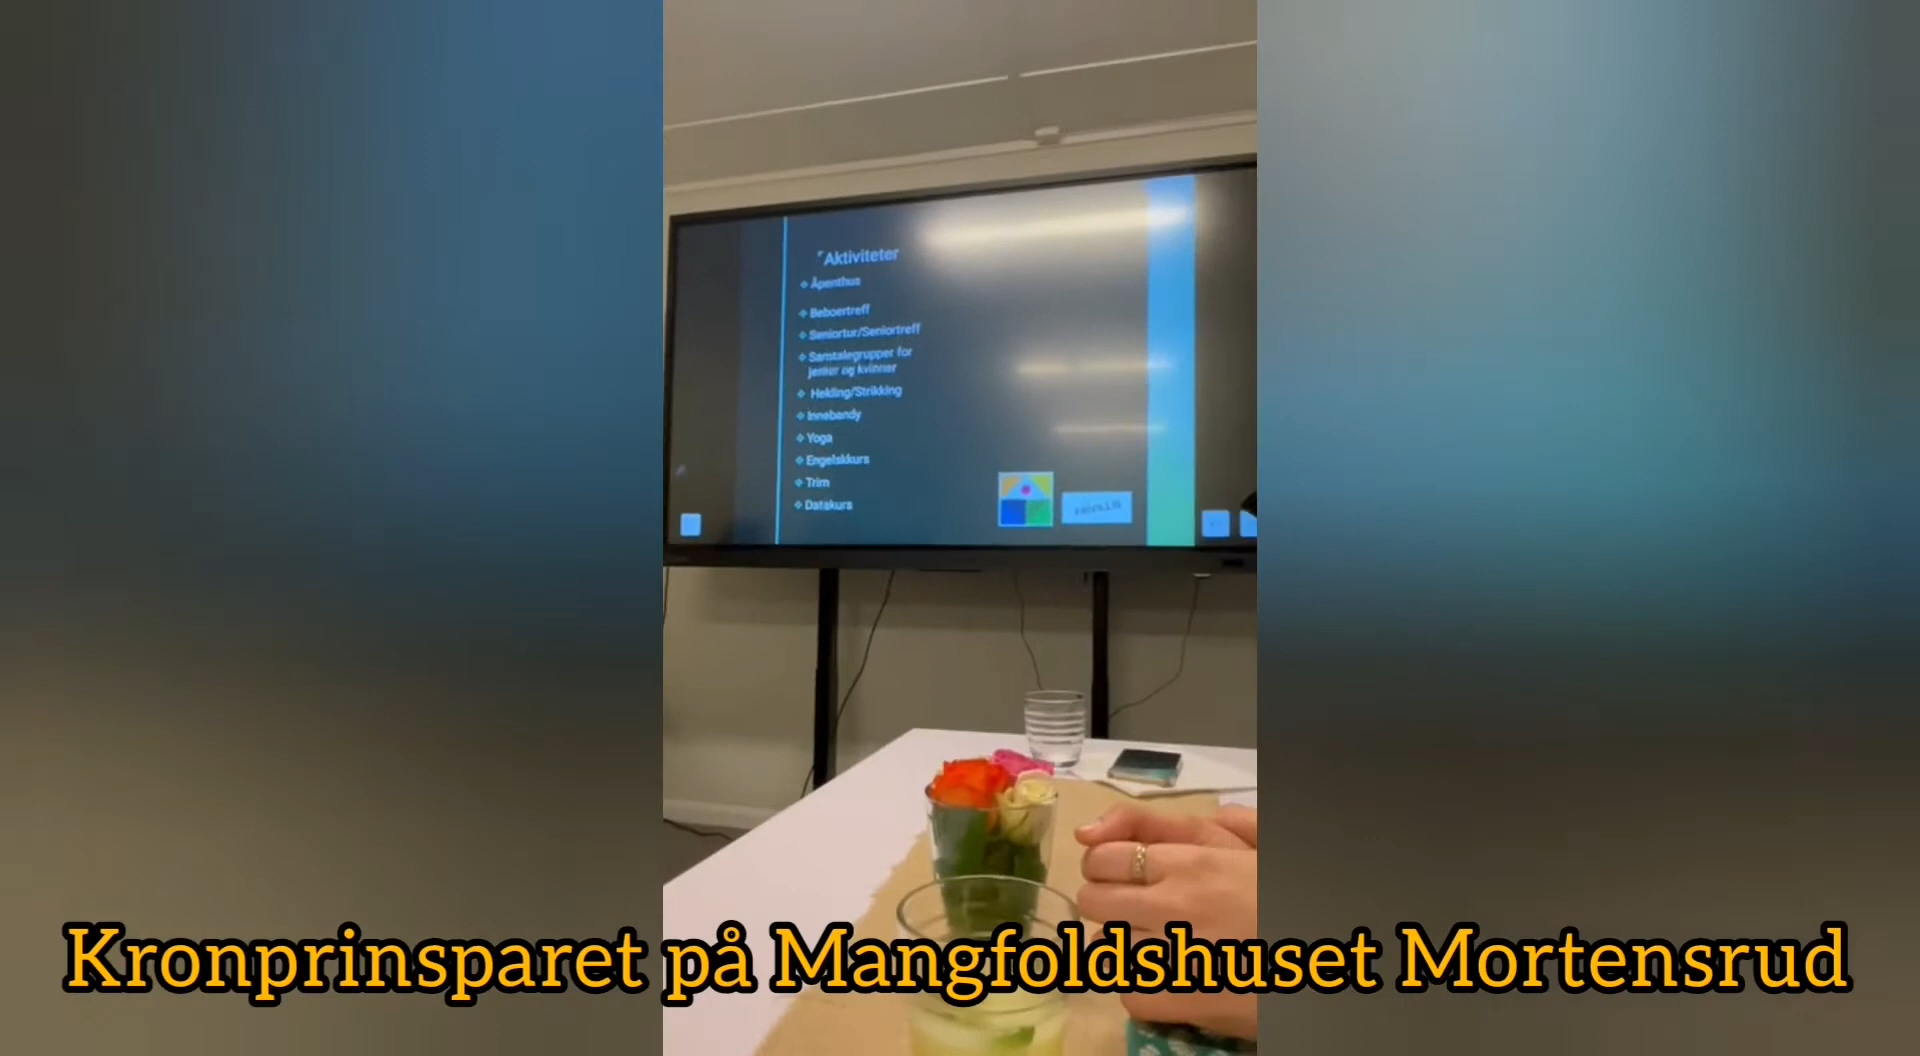 Aktiviteter
Åpenthus
Beboertreff
Seniortur/Seniortreff
Samtalegrupper for
jenter og kvinner
Hekling/Strikking
Innebandy
Yoga
Engelskkurs
Trim
Datakurs
Kronprinsparet på Mangfoldshuset Mortensrud